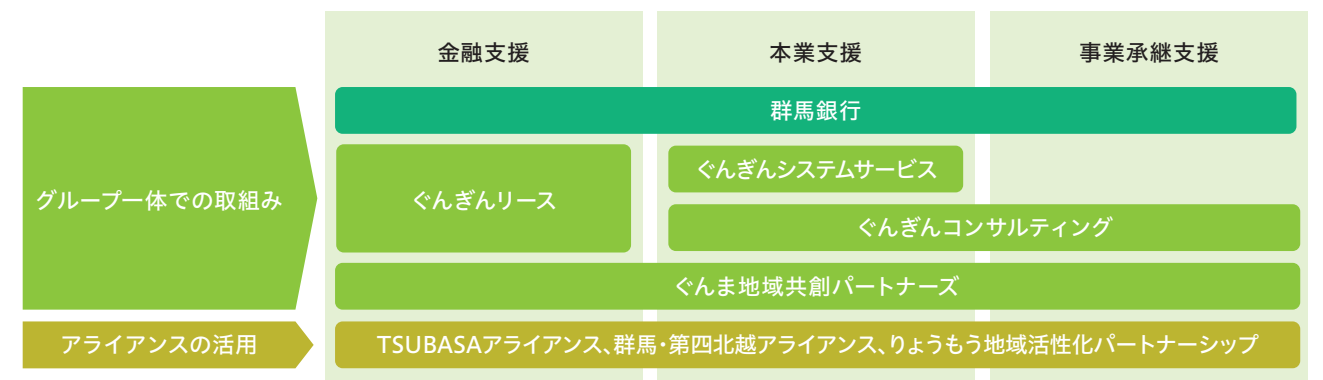 金融支援
本業支援
事業承継支援
グループ一体での取組み
群馬銀行
ぐんぎんリース
ぐんぎんシステムサービス
ぐんぎんコンサルティング
ぐんま地域共創パートナーズ
アライアンスの活用
TSUBASAアライアンス、群馬・第四北越アライアンス、りょうもう地域活性化パートナーシップ